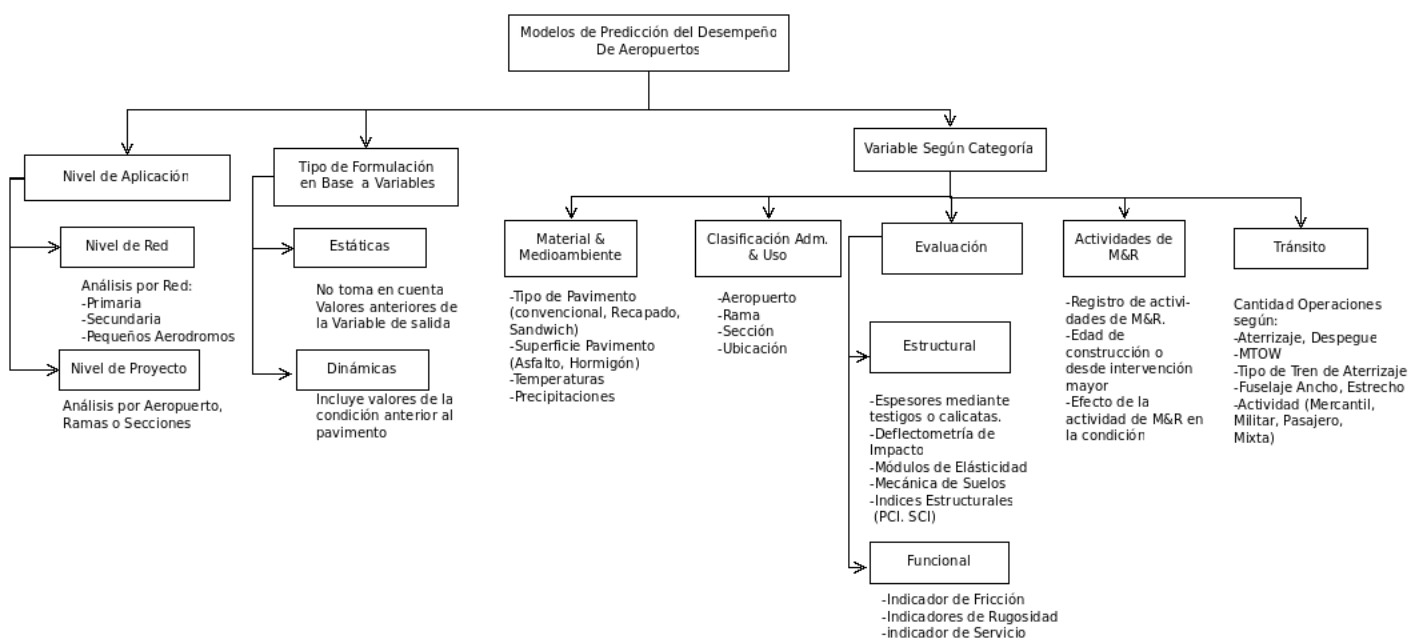 Modelos de Predicción del Desempeño
De Aeropuertos
Nivel de Aplicación
Nivel de Red
Análisis por Red:
-Primaria
-Secundaria
-Pequeños Aerodromos
Nivel de Proyecto
Análisis por Aeropuerto,
Ramas o Secciones
Tipo de Formulación
en Base a Variables
Estáticas
No toma en cuenta
Valores anteriores de
la Variable de salida
Dinámicas
Incluye valores de la
condición anterior al
pavimento
Variable Según Categoría
Material &
Medioambiente
-Tipo de Pavimento
(convencional, Recapado,
Sandwich)
-Superficie Pavimento
(Asfalto, Hormigón)
-Temperaturas
-Precipitaciones
Clasificación Adm.
& Uso
-Aeropuerto
-Rama
-Sección
-Ubicación
Evaluación
Estructural
-Espesores mediante
testigos o calicatas.
-Deflectometría de
Impacto
-Módulos de Elásticidad
-Mecánica de Suelos
-Indices Estructurales
(PCI. SCI)
Funcional
-Indicador de Fricción
-Indicadores de Rugosidad
-indicador de Servicio
Actividades de
M&R
-Registro de activi-
dades de M&R.
-Edad de
construcción o
desde intervención
mayor
-Efecto de la
actividad de M&R en
la condición
Tránsito
Cantidad Operaciones
según:
-Aterrizaje, Despegue
-MTOW
-Tipo de Tren de Aterrizaje
-Fuselaje Ancho, Estrecho
-Actividad (Mercantil,
Militar, Pasajero,
Mixta)